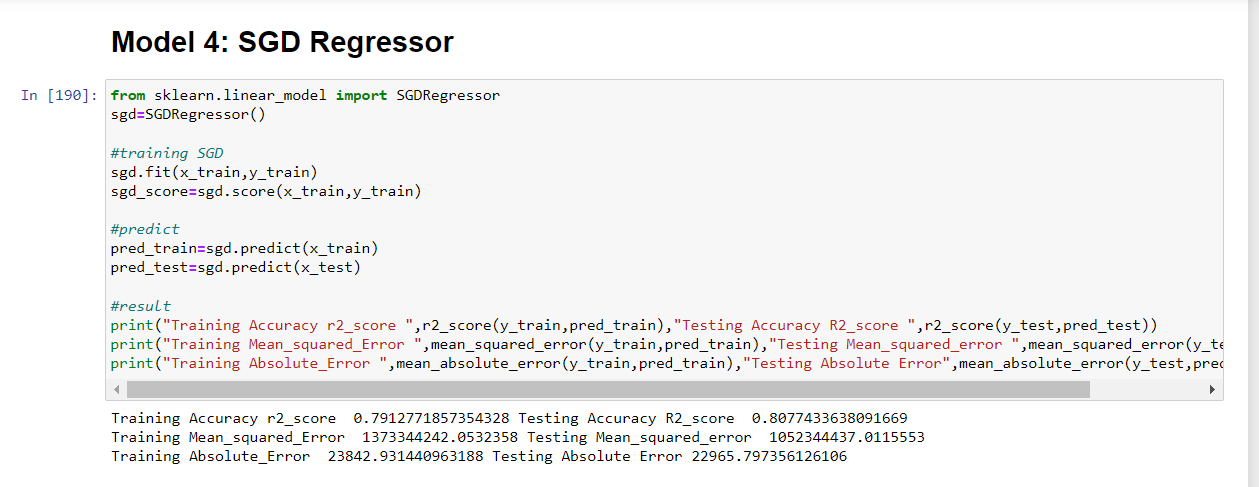 Model 4: SGD Regressor
In [190]:
from sklearn.linear_model import SGDRegressor
sgd=SGDRegressor()
#training SGD
sgd.fit(x_train,y_train)
sgd_score=sgd.score(x_train,y_train)
#predict
pred_train=sgd.predict(x_train)
pred_test=sgd.predict(x_test)
#result
print("Training Accuracy r2_score ",r2_score(y_train,pred_train),"Testing Accuracy R2_score ",r2_score(y_test,pred_test))
print("Training Mean_squared_Error ",mean_squared_error(y_train,pred_train),"Testing Mean_squared_error ",mean_squared_error(y_te
print("Training Absolute_Error ",mean_absolute_error(y_train,pred_train),"Testing Absolute Error",mean_absolute_error(y_test,pred
Training Accuracy r2_score  0.7912771857354328 Testing Accuracy R2_score  0.8077433638091669
Training Mean_squared_Error  1373344242.0532358 Testing Mean_squared_error  1052344437.0115553
Training Absolute_Error  23842.931440963188 Testing Absolute Error 22965.797356126106